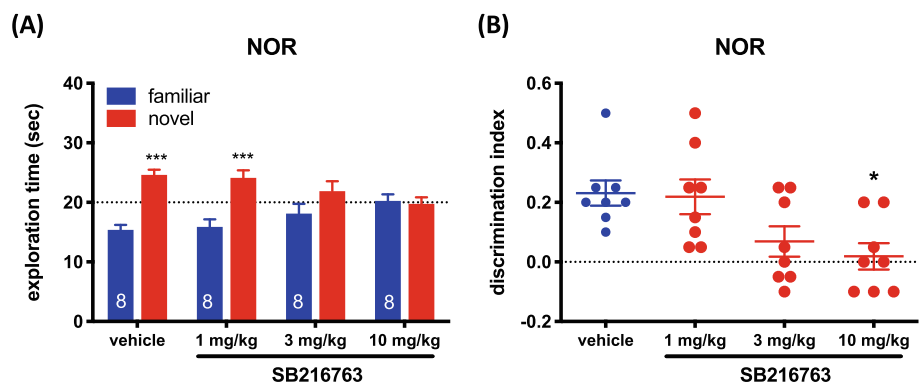 (A)
NOR
exploration time (sec)
40
30
20
10
0
familiar
novel
***
***
8
8
8
8
vehicle
1 mg/kg
3 mg/kg
10 mg/kg
SB216763
(B)
NOR
discrimination index
0.6
0.4
0.2
0.0
-0.2
*
vehicle
1 mg/kg
3 mg/kg
10 mg/kg
SB216763